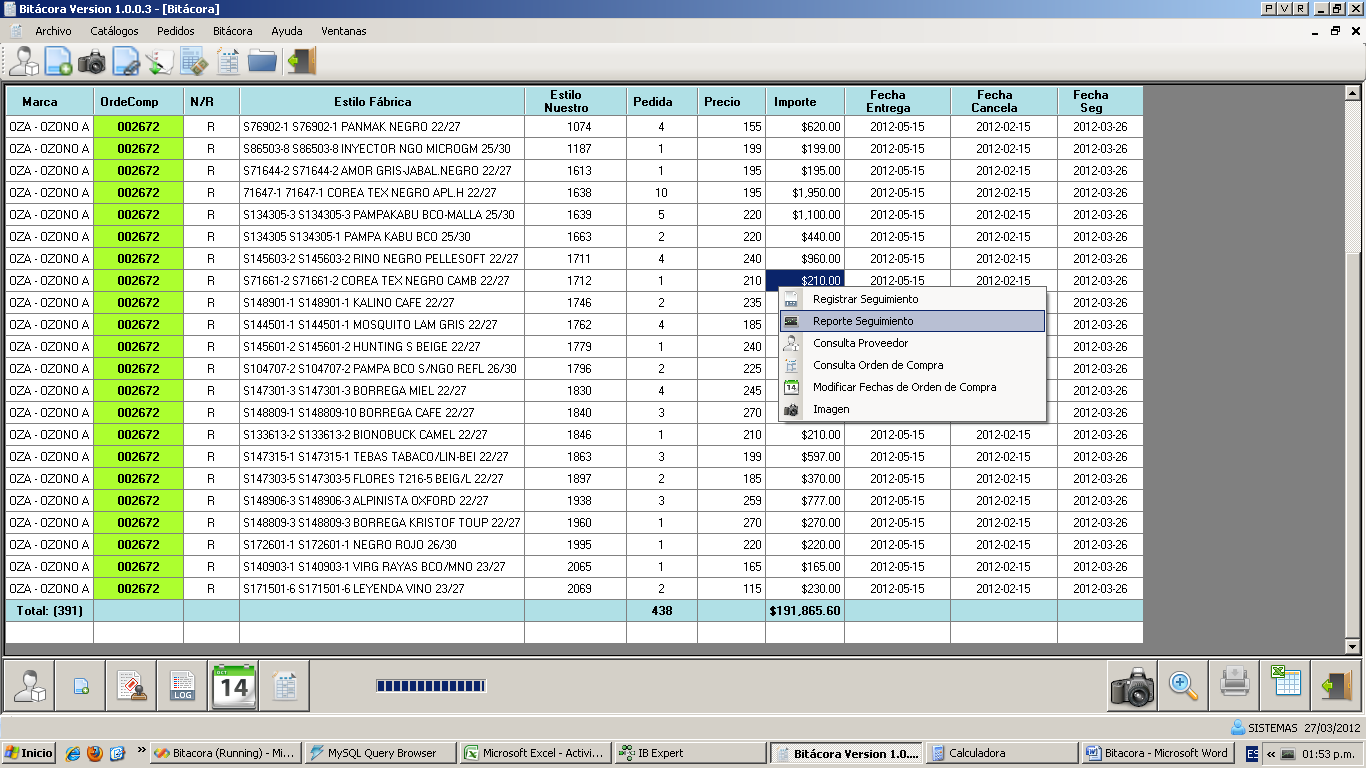 Bitácora Version 1.0.0.3 - [Bitácora] P V R
Archivo Catálogos Pedidos Bitácora Ayuda Ventanas
Marca OrdeComp N/R Estilo Fábrica Estilo Nuestro Pedida Precio Importe Fecha Entrega Fecha Cancela Fecha Seg
OZA - OZONO A 002672 R S76902-1 S76902-1 PANMAK NEGRO 22/27 1074 4 155 $620.00 2012-05-15 2012-02-15 2012-03-26
OZA - OZONO A 002672 R S86503-8 S86503-8 INYECTOR NGO MICROGM 25/30 1187 1 199 $199.00 2012-05-15 2012-02-15 2012-03-26
OZA - OZONO A 002672 R S71644-2 S71644-2 AMOR GRIS-JABAL.NEGRO 22/27 1613 1 195 $195.00 2012-05-15 2012-02-15 2012-03-26
OZA - OZONO A 002672 R 71647-1 71647-1 COREA TEX NEGRO APL.H 22/27 1638 10 195 $1,950.00 2012-05-15 2012-02-15 2012-03-26
OZA - OZONO A 002672 R S134305-3 S134305-3 PAMPAKABU BCO-MALLA 25/30 1639 5 220 $1,100.00 2012-05-15 2012-02-15 2012-03-26
OZA - OZONO A 002672 R S134305 S134305-1 PAMPA KABU BCO 25/30 1663 2 220 $440.00 2012-05-15 2012-02-15 2012-03-26
OZA - OZONO A 002672 R S145603-2 S145603-2 RINO NEGRO PELLESOFT 22/27 1711 4 240 $960.00 2012-05-15 2012-02-15 2012-03-26
OZA - OZONO A 002672 R S71661-2 S71661-2 COREA TEX NEGRO CAMB 22/27 1712 1 210 $210.00 2012-05-15 2012-02-15 2012-03-26
OZA - OZONO A 002672 R S148901-1 S148901-1 KALINO CAFE 22/27 1746 2 235 Registrar Seguimiento 2012-03-26
OZA - OZONO A 002672 R S144501-1 S144501-1 MOSQUITO LAM GRIS 22/27 1762 4 185 Reporte Seguimiento 2012-03-26
OZA - OZONO A 002672 R S145601-2 S145601-2 HUNTING S BEIGE 22/27 1779 1 240 Consulta Proveedor 2012-03-26
OZA - OZONO A 002672 R S104707-2 S104707-2 PAMPA BCO S/NGO REFL 26/30 1796 2 225 Consulta Orden de Compra 2012-03-26
OZA - OZONO A 002672 R S147301-3 S147301-3 BORREGA MIEL 22/27 1830 4 245 14 Modificar Fechas de Orden de Compra 2012-03-26
OZA - OZONO A 002672 R S148809-1 S148809-10 BORREGA CAFE 22/27 1840 3 270 Imagen 2012-03-26
OZA - OZONO A 002672 R S133613-2 S133613-2 BIONOBUCK CAMEL 22/27 1846 1 210 $210.00 2012-05-15 2012-02-15 2012-03-26
OZA - OZONO A 002672 R S147315-1 S147315-1 TEBAS TABACO/LIN-BEI 22/27 1863 3 199 $597.00 2012-05-15 2012-02-15 2012-03-26
OZA - OZONO A 002672 R S147303-5 S147303-5 FLORES T216-5 BEIG/L 22/27 1897 2 185 $370.00 2012-05-15 2012-02-15 2012-03-26
OZA - OZONO A 002672 R S148906-3 S148906-3 ALPINISTA OXFORD 22/27 1938 3 259 $777.00 2012-05-15 2012-02-15 2012-03-26
OZA - OZONO A 002672 R S148809-3 S148809-3 BORREGA KRISTOF TOUP 22/27 1960 1 270 $270.00 2012-05-15 2012-02-15 2012-03-26
OZA - OZONO A 002672 R S172601-1 S172601-1 NEGRO ROJO 26/30 1995 1 220 $220.00 2012-05-15 2012-02-15 2012-03-26
OZA - OZONO A 002672 R S140903-1 S140903-1 VIRG RAYAS BCO/MNO 23/27 2065 1 165 $165.00 2012-05-15 2012-02-15 2012-03-26
OZA - OZONO A 002672 R S171501-6 S171501-6 LEYENDA VINO 23/27 2069 2 115 $230.00 2012-05-15 2012-02-15 2012-03-26
Total: (391) 438 $191,865.60
LOG OCT 14
SISTEMAS 27/03/2012
Inicio » Bitacora (Running) - Mi... MySQL Query Browser Microsoft Excel - Activi... IB Expert Bitácora Version 1.0.... Calculadora Bitacora - Microsoft Word ES « 01:53 p.m.